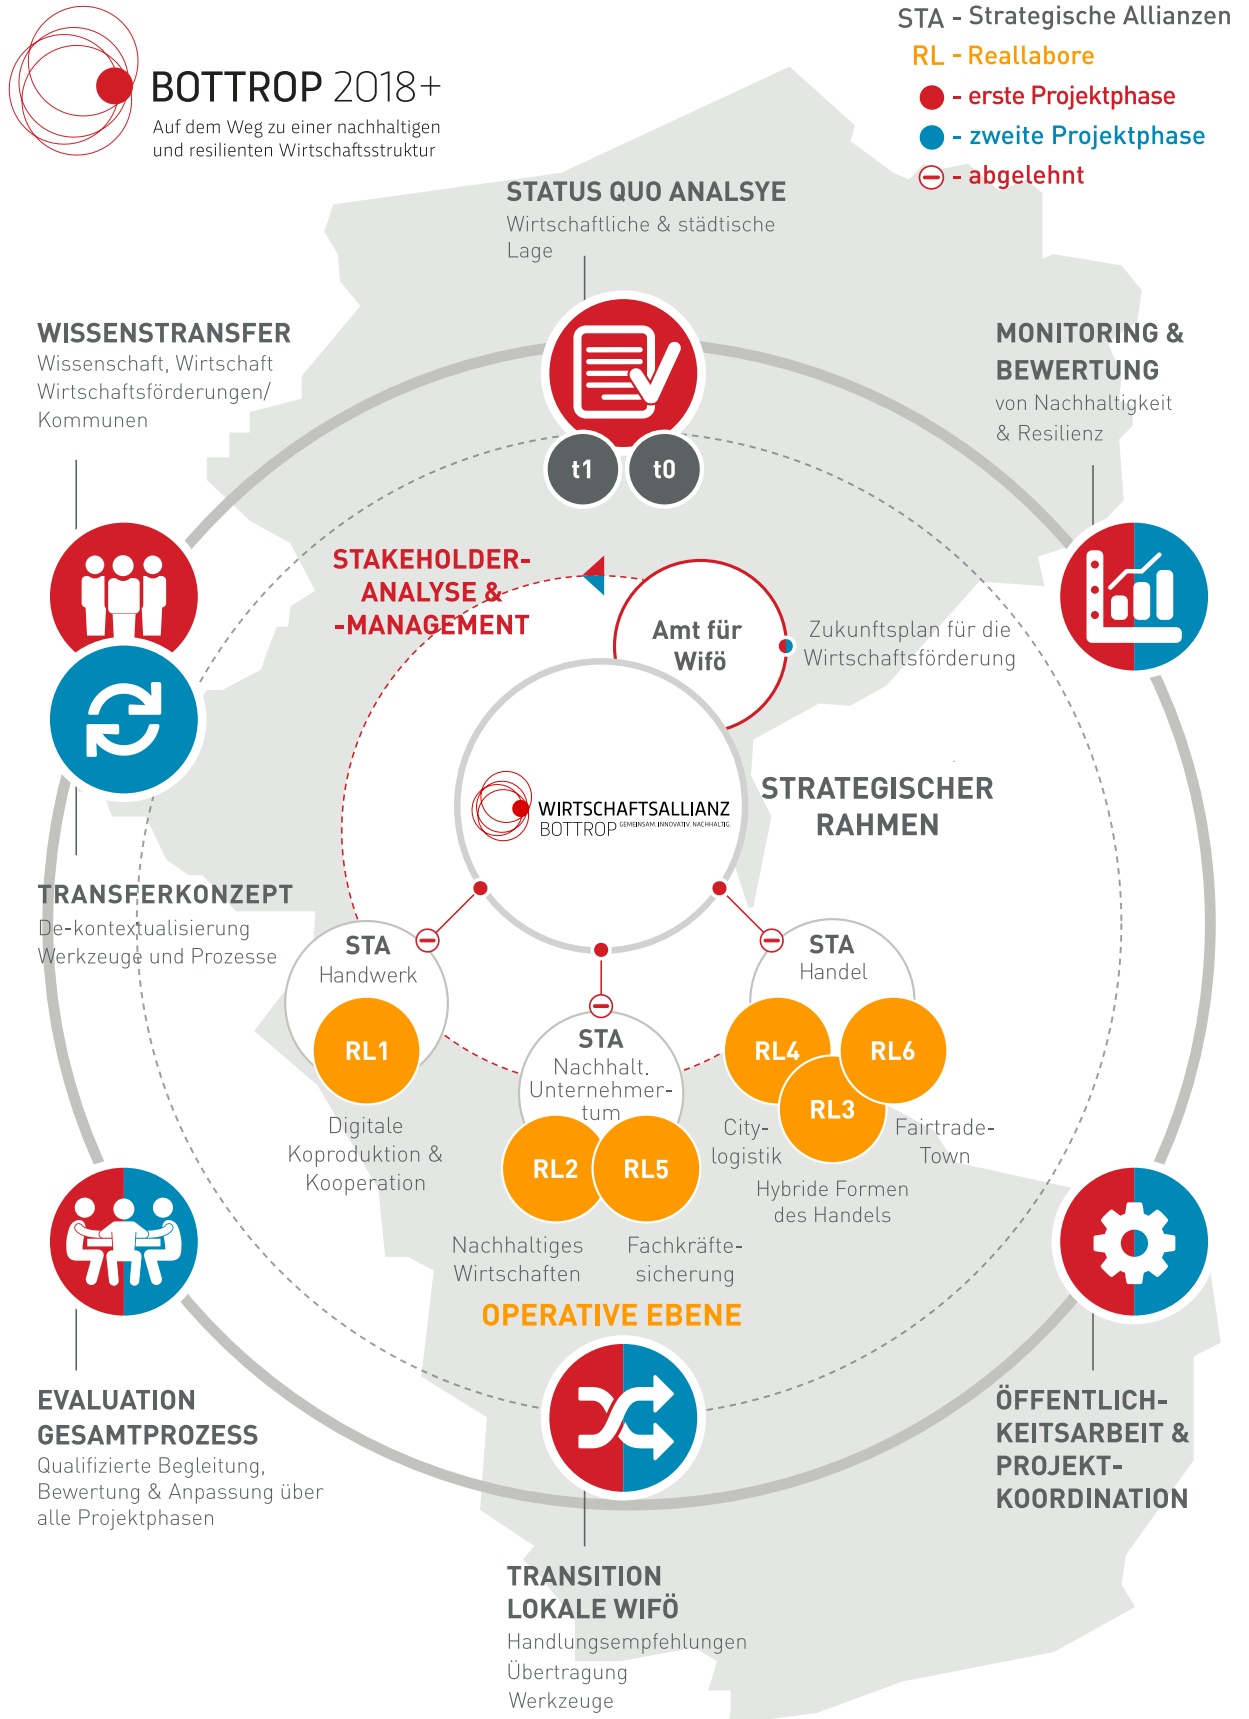 BOTTROP 2018+
Auf dem Weg zu einer nachhaltigen
und resilienten Wirtschaftsstruktur
STA - Strategische Allianzen
RL - Reallabore
- erste Projektphase
- zweite Projektphase
- abgelehnt
STATUS QUO ANALSYE
Wirtschaftliche & städtische
Lage
WISSENSTRANSFER
Wissenschaft, Wirtschaft
Wirtschaftsförderungen/
Kommunen
MONITORING &
BEWERTUNG
von Nachhaltigkeit
& Resilienz
t1
t0
STAKEHOLDER-
ANALYSE &
-MANAGEMENT
Amt für
Wifö
Zukunftsplan für die
Wirtschaftsförderung
WIRTSCHAFTSALLIANZ
BOTTROP GEMEINSAM. INNOVATIV. NACHHALTIG.
STRATEGISCHER
RAHMEN
TRANSFERKONZEPT
De-kontextualisierung
Werkzeuge und Prozesse
STA
Handwerk
RL1
Digitale
Koproduktion &
Kooperation
STA
Nachhalt.
Unternehmer-
tum
RL2
RL5
Nachhaltiges
Wirtschaften
Fachkräfte-
sicherung
STA
Handel
RL4
RL6
RL3
City-
logistik
Fairtrade-
Town
Hybride Formen
des Handels
OPERATIVE EBENE
EVALUATION
GESAMTPROZESS
Qualifizierte Begleitung,
Bewertung & Anpassung über
alle Projektphasen
ÖFFENTLICH-
KEITSARBEIT &
PROJEKT-
KOORDINATION
TRANSITION
LOKALE WIFÖ
Handlungsempfehlungen
Übertragung
Werkzeuge